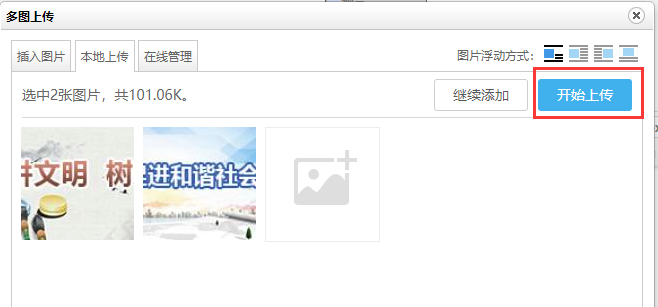 多图上传
插入图片 本地上传 在线管理 图片浮动方式:
选中2张图片，共101.06K。 继续添加 开始上传
讲文明 树
促进和谐社会